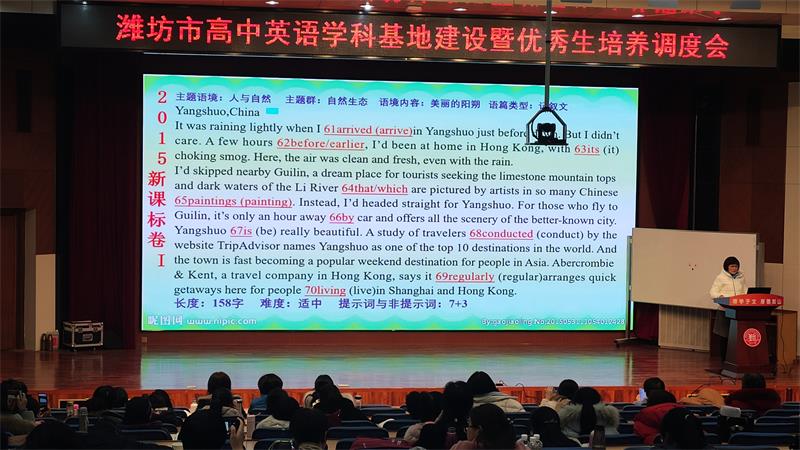 潍坊市高中英语学科基地建设暨优秀生培养调度会
2015新课标卷I
主题语境：人与自然 主题群：自然生态 语境内容：美丽的阳朔 语篇类型：记叙文
Yangshuo,China
It was raining lightly when I 61arrived (arrive)in Yangshuo just before But I didn't
care. A few hours 62before/earlier, I'd been at home in Hong Kong, with 63its (it)
choking smog. Here, the air was clean and fresh, even with the rain.
I'd skipped nearby Guilin, a dream place for tourists seeking the limestone mountain tops
and dark waters of the Li River 64that/which are pictured by artists in so many Chinese
65paintings (painting). Instead, I'd headed straight for Yangshuo. For those who fly to
Guilin, it's only an hour away 66by car and offers all the scenery of the better-known city.
Yangshuo 67is (be) really beautiful. A study of travelers 68conducted (conduct) by the
website TripAdvisor names Yangshuo as one of the top 10 destinations in the world. And
the town is fast becoming a popular weekend destination for people in Asia. Abercrombie
& Kent, a travel company in Hong Kong, says it 69regularly (regular)arranges quick
getaways here for people 70living (live)in Shanghai and Hong Kong.
长度：158字 难度：适中 提示词与非提示词：7+3
昵图网 www.nipic.com